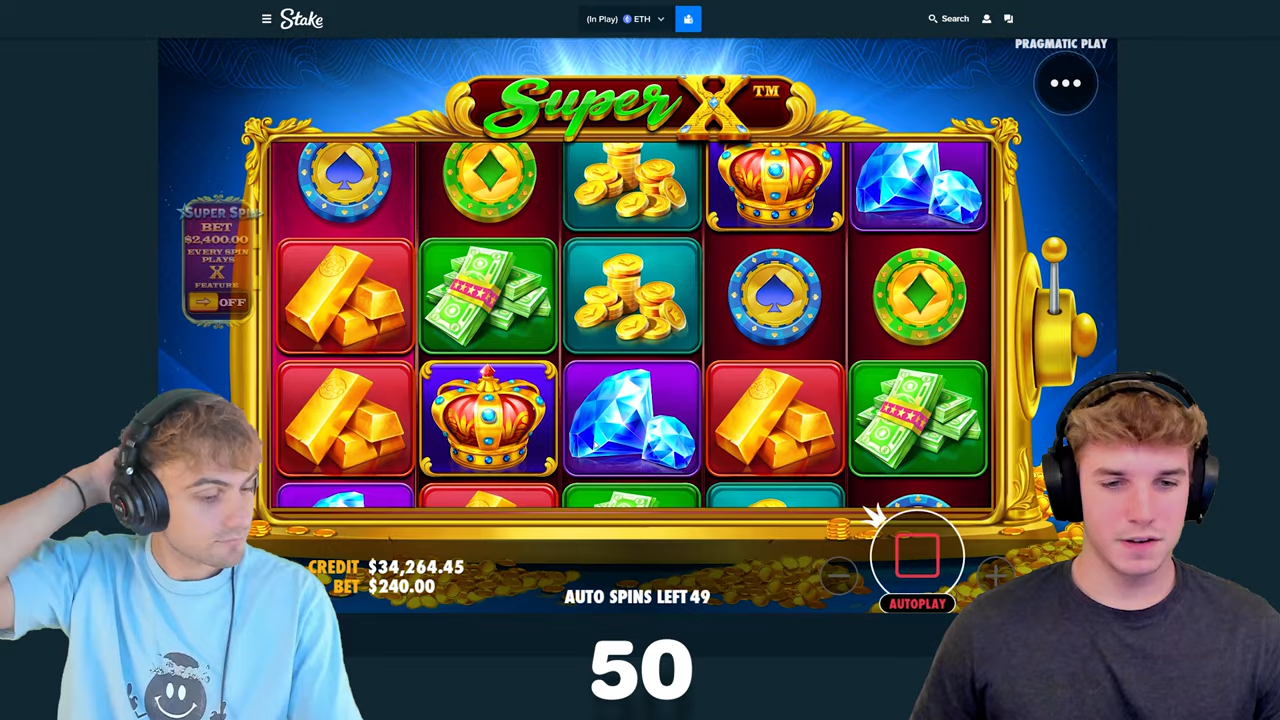 Stake
(In Play) ETH
Search
PRAGMATIC PLAY
Super X™
SUPER SPIN
BET
$2,400.00
EVERY SPIN
PLAYS
X
FEATURE
OFF
CREDIT $34,264.45
BET $240.00
AUTO SPINS LEFT 49
AUTOPLAY
50